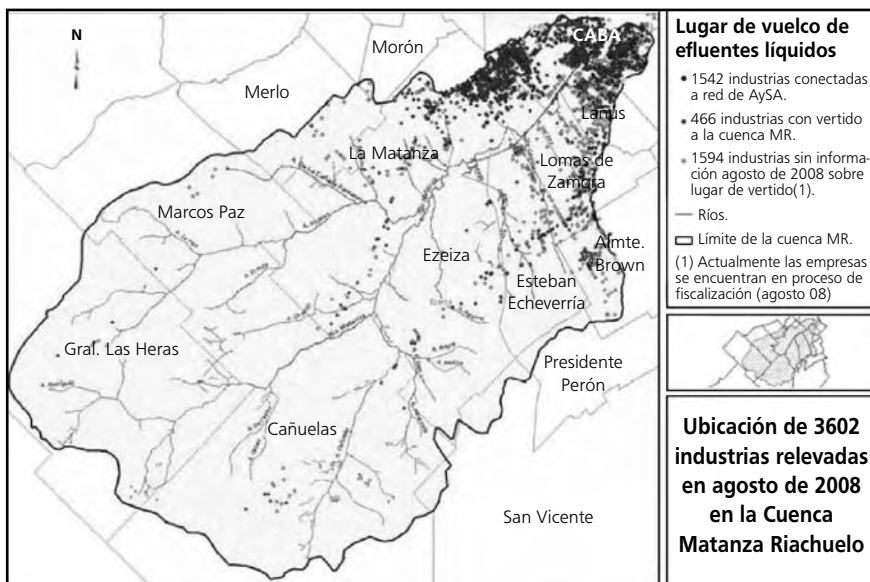 N
CABA
Morón
Merlo
Lanús
La Matanza
Lomas de
Zamora
Marcos Paz
Ezeiza
Almte.
Brown
Esteban
Echeverría
Gral. Las Heras
Presidente
Perón
Cañuelas
San Vicente
Lugar de vuelco de
efluentes líquidos
• 1542 industrias conectadas
a red de AySA.
• 466 industrias con vertido
a la cuenca MR.
• 1594 industrias sin informa-
ción agosto de 2008 sobre
lugar de vertido(1).
Ríos.
Límite de la cuenca MR.
(1) Actualmente las empresas
se encuentran en proceso de
fiscalización (agosto 08)
Ubicación de 3602
industrias relevadas
en agosto de 2008
en la Cuenca
Matanza Riachuelo